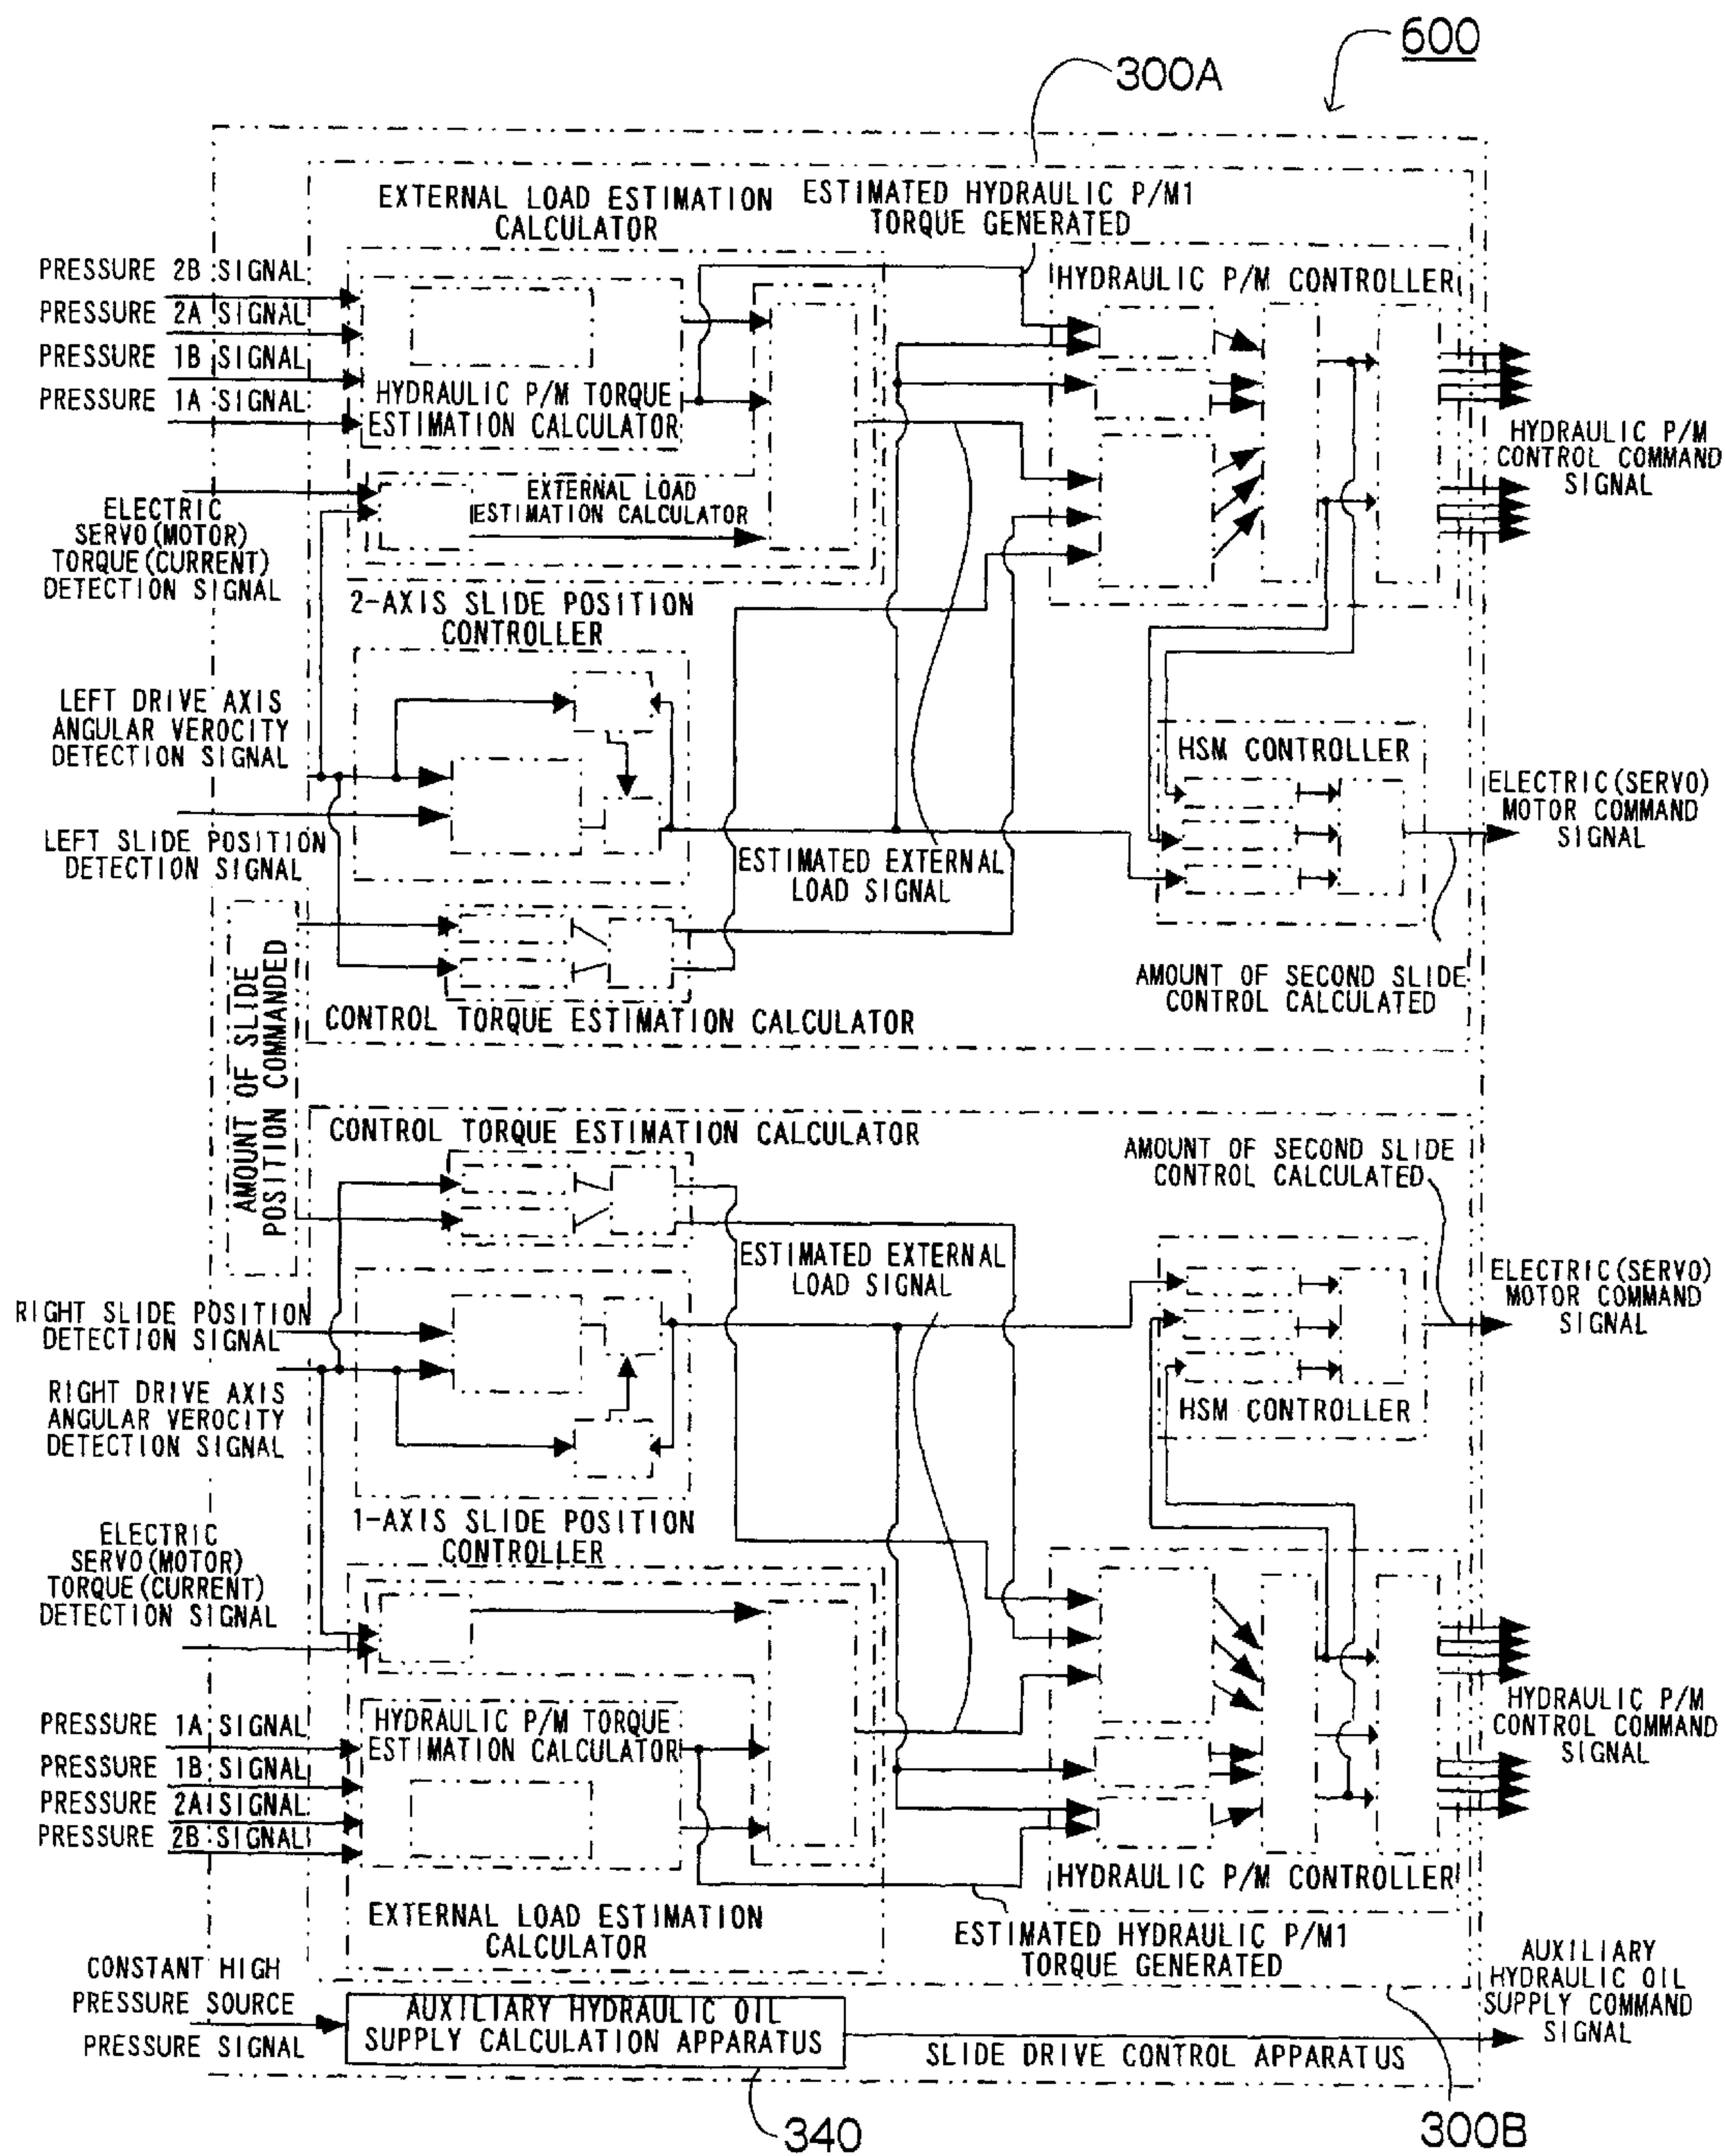 600
300A
EXTERNAL LOAD ESTIMATION
CALCULATOR
ESTIMATED HYDRAULIC P/M1
TORQUE GENERATED
PRESSURE 2B SIGNAL
PRESSURE 2A SIGNAL
PRESSURE 1B SIGNAL
PRESSURE 1A SIGNAL
HYDRAULIC P/M TORQUE
ESTIMATION CALCULATOR
HYDRAULIC P/M CONTROLLER
HYDRAULIC P/M
CONTROL COMMAND
SIGNAL
EXTERNAL LOAD
ESTIMATION CALCULATOR
ELECTRIC
SERVO(MOTOR)
TORQUE(CURRENT)
DETECTION SIGNAL
2-AXIS SLIDE POSITION
CONTROLLER
LEFT DRIVE AXIS
ANGULAR VEROCITY
DETECTION SIGNAL
LEFT SLIDE POSITION
DETECTION SIGNAL
HSM CONTROLLER
ELECTRIC(SERVO)
MOTOR COMMAND
SIGNAL
ESTIMATED EXTERNAL
LOAD SIGNAL
AMOUNT OF SECOND SLIDE
CONTROL CALCULATED
CONTROL TORQUE ESTIMATION CALCULATOR
AMOUNT OF SLIDE
POSITION COMMANDED
CONTROL TORQUE ESTIMATION CALCULATOR
AMOUNT OF SECOND SLIDE
CONTROL CALCULATED
ESTIMATED EXTERNAL
LOAD SIGNAL
ELECTRIC(SERVO)
MOTOR COMMAND
SIGNAL
RIGHT SLIDE POSITION
DETECTION SIGNAL
RIGHT DRIVE AXIS
ANGULAR VEROCITY
DETECTION SIGNAL
HSM CONTROLLER
1-AXIS SLIDE POSITION
CONTROLLER
ELECTRIC
SERVO(MOTOR)
TORQUE(CURRENT)
DETECTION SIGNAL
PRESSURE 1A SIGNAL
PRESSURE 1B SIGNAL
PRESSURE 2A SIGNAL
PRESSURE 2B SIGNAL
HYDRAULIC P/M TORQUE
ESTIMATION CALCULATOR
HYDRAULIC P/M
CONTROL COMMAND
SIGNAL
HYDRAULIC P/M CONTROLLER
EXTERNAL LOAD ESTIMATION
CALCULATOR
ESTIMATED HYDRAULIC P/M1
TORQUE GENERATED
CONSTANT HIGH
PRESSURE SOURCE
PRESSURE SIGNAL
AUXILIARY HYDRAULIC OIL
SUPPLY CALCULATION APPARATUS
SLIDE DRIVE CONTROL APPARATUS
AUXILIARY
HYDRAULIC OIL
SUPPLY COMMAND
SIGNAL
340
300B